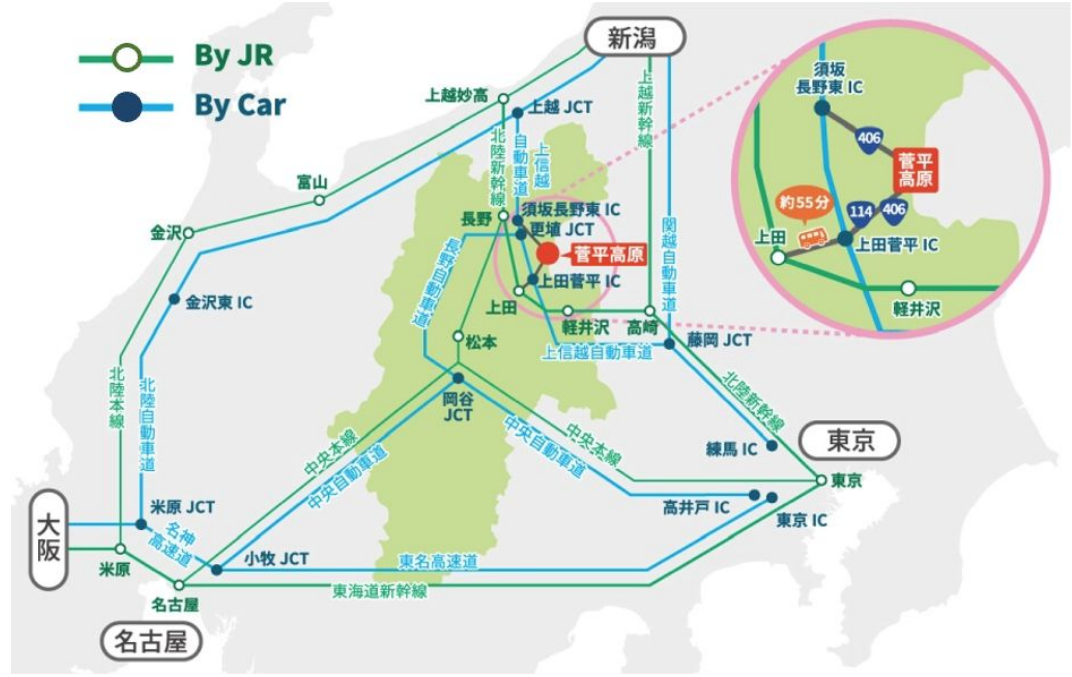 By JR
By Car
新潟
上越妙高
上越 JCT
北陸新幹線
自動車道
上信越
上越新幹線
富山
金沢
金沢東 IC
長野
須坂長野東 IC
更埴 JCT
菅平高原
上田菅平 IC
上田
長野自動車道
関越自動車道
軽井沢
高崎
上信越自動車道
藤岡 JCT
松本
岡谷
JCT
北陸本線
北陸自動車道
北陸新幹線
中央本線
中央自動車道
中央本線
中央自動車道
練馬 IC
東京
東京
高井戸 IC
東京 IC
大阪
米原 JCT
名神
高速道
米原
小牧 JCT
東名高速道
東海道新幹線
名古屋
名古屋
須坂
長野東 IC
406
菅平
高原
約55分
114
406
上田
上田菅平 IC
軽井沢